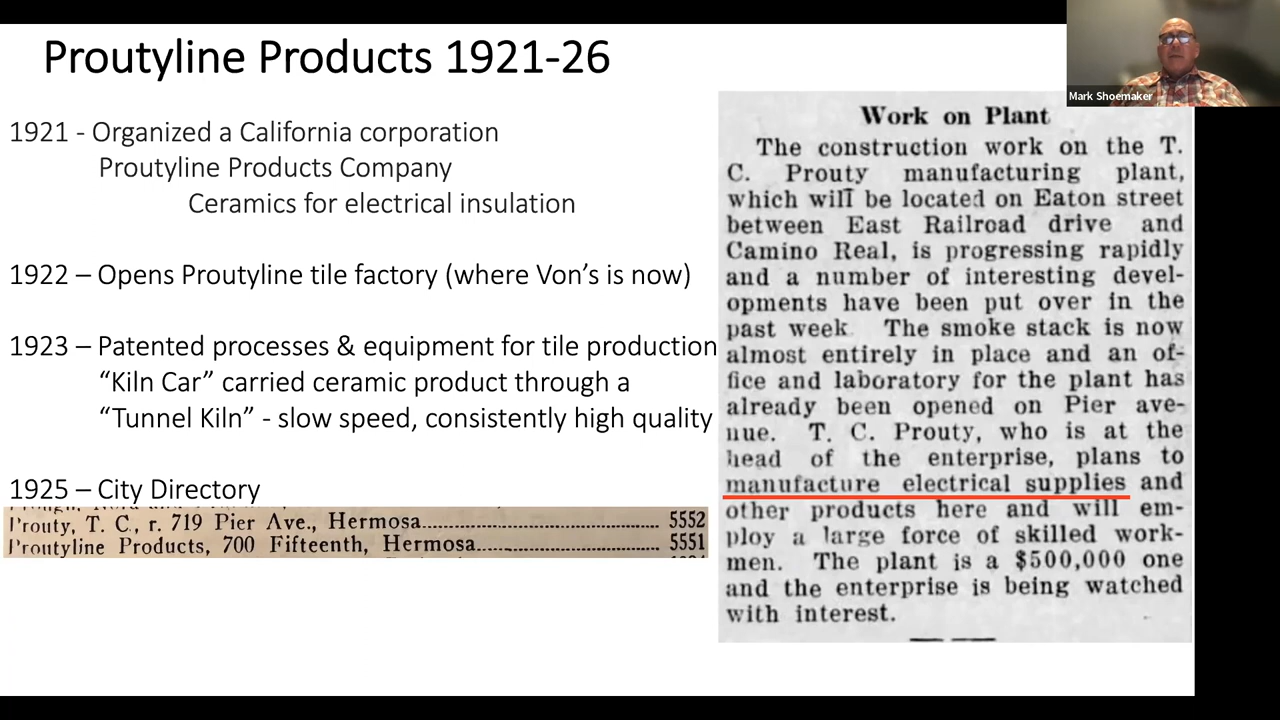 Proutyline Products 1921-26
1921 - Organized a California corporation
Proutyline Products Company
Ceramics for electrical insulation
1922 – Opens Proutyline tile factory (where Von's is now)
1923 – Patented processes & equipment for tile production
“Kiln Car” carried ceramic product through a
“Tunnel Kiln” - slow speed, consistently high quality
1925 – City Directory
Prouty, T. C., r. 719 Pier Ave., Hermosa 5552
Proutyline Products, 700 Fifteenth, Hermosa 5551
Mark Shoemaker
Work on Plant
The construction work on the T.
C. Prouty manufacturing plant,
which will be located on Eaton street
between East Railroad drive and
Camino Real, is progressing rapidly
and a number of interesting devel-
opments have been put over in the
past week The smoke stack is now
almost entirely in place and an of-
fice and laboratory for the plant has
already been opened on Pier ave-
nue. T. C. Prouty, who is at the
head of the enterprise, plans to
manufacture electrical supplies and
other products here and will em-
ploy a large force of skilled work-
men. The plant is a $500,000 one
and the enterprise is being watched
with interest.